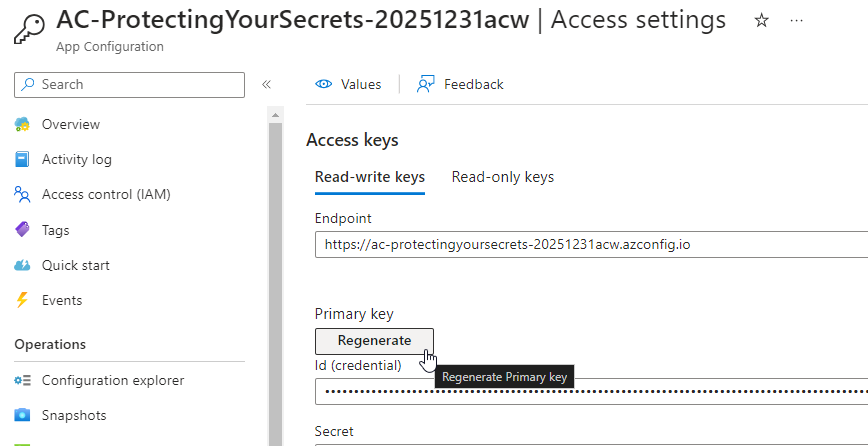 AC-ProtectingYourSecrets-20251231acw | Access settings
App Configuration
Search
Values
Feedback
Overview
Activity log
Access control (IAM)
Tags
Quick start
Events
Operations
Configuration explorer
Snapshots
Access keys
Read-write keys
Read-only keys
Endpoint
https://ac-protectingyoursecrets-20251231acw.azconfig.io
Primary key
Regenerate
Id (credential)
Regenerate Primary key
Secret